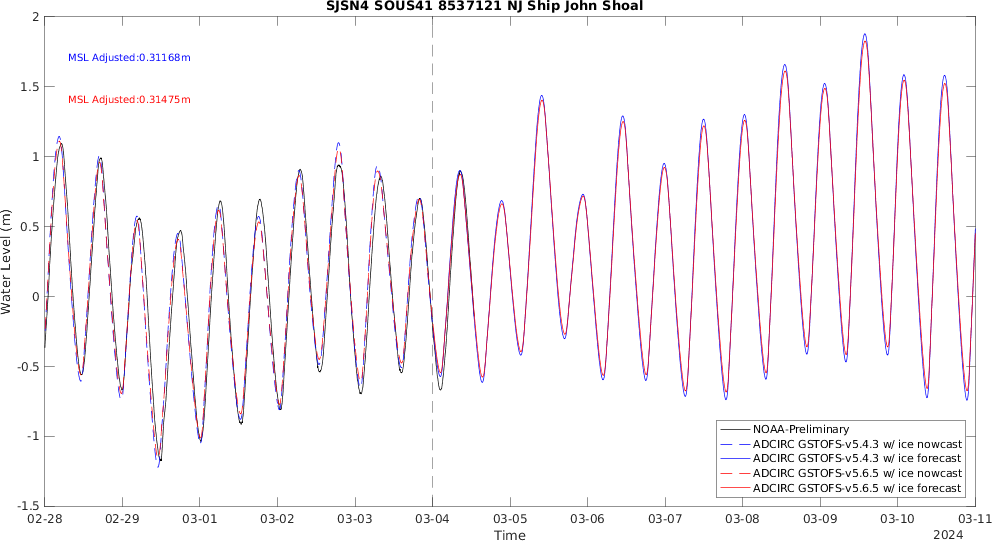 SJSN4 SOUS41 8537121 NJ Ship John Shoal
MSL Adjusted:0.31168m
MSL Adjusted:0.31475m
Water Level (m)
2
1.5
1
0.5
0
-0.5
-1
-1.5
NOAA-Preliminary
ADCIRC GSTOFS-v5.4.3 w/ ice nowcast
ADCIRC GSTOFS-v5.4.3 w/ ice forecast
ADCIRC GSTOFS-v5.6.5 w/ ice nowcast
ADCIRC GSTOFS-v5.6.5 w/ ice forecast
02-28 02-29 03-01 03-02 03-03 03-04 03-05 03-06 03-07 03-08 03-09 03-10 03-11
Time
2024